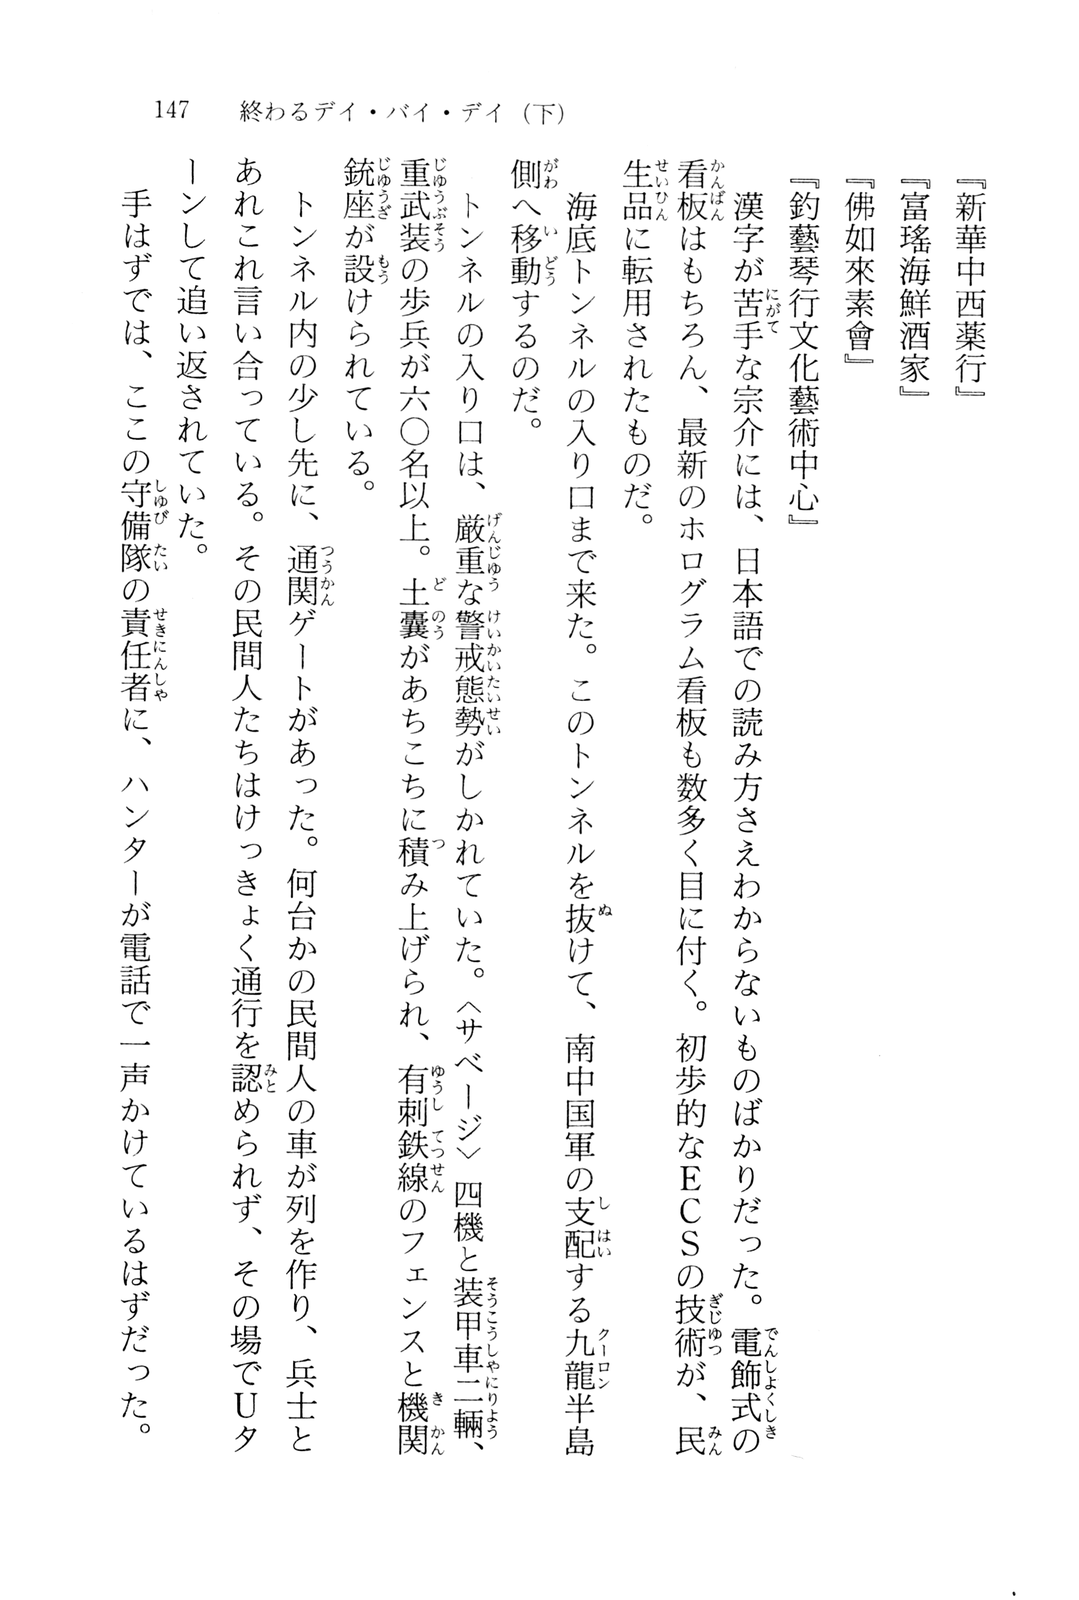 147 終わるデイ・バイ・デイ（下）
『新華中西薬行』
『富瑤海鮮酒家』
『佛如來素會』
『釣藝琴行文化藝術中心』
漢字が苦手な宗介には、日本語での読み方さえわからないものばかりだった。電飾式の
看板はもちろん、最新のホログラム看板も数多く目に付く。初歩的なＥＣＳの技術が、民
生品に転用されたものだ。
海底トンネルの入り口まで来た。このトンネルを抜けて、南中国軍の支配する九龍半島
側へ移動するのだ。
トンネルの入り口は、厳重な警戒態勢がしかれていた。〈サベージ〉四機と装甲車二輛、
重武装の歩兵が六〇名以上。土嚢があちこちに積み上げられ、有刺鉄線のフェンスと機関
銃座が設けられている。
トンネル内の少し先に、通関ゲートがあった。何台かの民間人の車が列を作り、兵士と
あれこれ言い合っている。その民間人たちはけっきょく通行を認められず、その場でＵタ
ーンして追い返されていた。
手はずでは、ここの守備隊の責任者に、ハンターが電話で一声かけているはずだった。